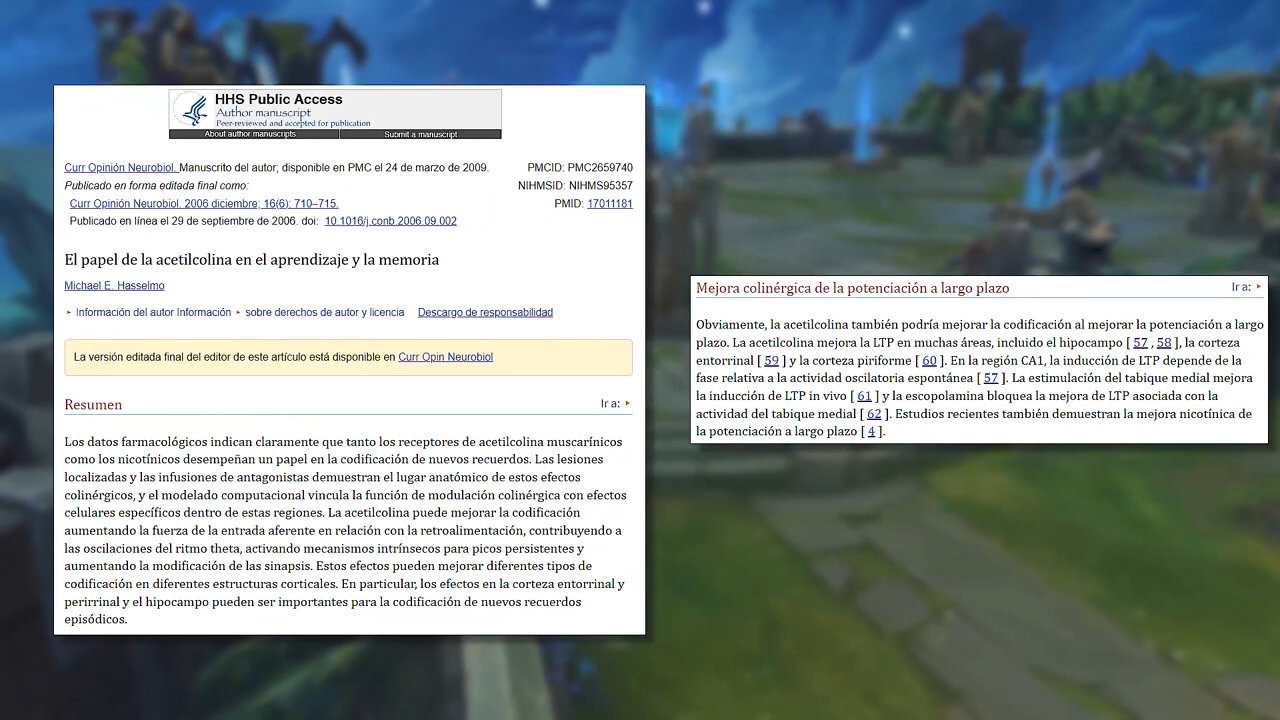 HHS Public Access
Author manuscript
Peer-reviewed and accepted for publication
About author manuscripts Submit a manuscript
Curr Opinión Neurobiol. Manuscrito del autor; disponible en PMC el 24 de marzo de 2009. PMCID: PMC2659740
Publicado en forma editada final como: NIHMSID: NIHMS95357
Curr Opinión Neurobiol. 2006 diciembre; 16(6): 710–715. PMID: 17011181
Publicado en línea el 29 de septiembre de 2006. doi: 10.1016/j.conb.2006.09.002
El papel de la acetilcolina en el aprendizaje y la memoria
Michael E. Hasselmo
Información del autor Información ▸ sobre derechos de autor y licencia Descargo de responsabilidad
La versión editada final del editor de este artículo está disponible en Curr Opin Neurobiol
Resumen Ir a:
Los datos farmacológicos indican claramente que tanto los receptores de acetilcolina muscarínicos
como los nicotínicos desempeñan un papel en la codificación de nuevos recuerdos. Las lesiones
localizadas y las infusiones de antagonistas demuestran el lugar anatómico de estos efectos
colinérgicos, y el modelado computacional vincula la función de modulación colinérgica con efectos
celulares específicos dentro de estas regiones. La acetilcolina puede mejorar la codificación
aumentando la fuerza de la entrada aferente en relación con la retroalimentación, contribuyendo a
las oscilaciones del ritmo theta, activando mecanismos intrínsecos para picos persistentes y
aumentando la modificación de las sinapsis. Estos efectos pueden mejorar diferentes tipos de
codificación en diferentes estructuras corticales. En particular, los efectos en la corteza entorrinal y
perirrinal y el hipocampo pueden ser importantes para la codificación de nuevos recuerdos
episódicos.
Mejora colinérgica de la potenciación a largo plazo Ir a:
Obviamente, la acetilcolina también podría mejorar la codificación al mejorar la potenciación a largo
plazo. La acetilcolina mejora la LTP en muchas áreas, incluido el hipocampo [ 57 , 58 ], la corteza
entorrinal [ 59 ] y la corteza piriforme [ 60 ]. En la región CA1, la inducción de LTP depende de la
fase relativa a la actividad oscilatoria espontánea [ 57 ]. La estimulación del tabique medial mejora
la inducción de LTP in vivo [ 61 ] y la escopolamina bloquea la mejora de LTP asociada con la
actividad del tabique medial [ 62 ]. Estudios recientes también demuestran la mejora nicotínica de
la potenciación a largo plazo [ 4 ].